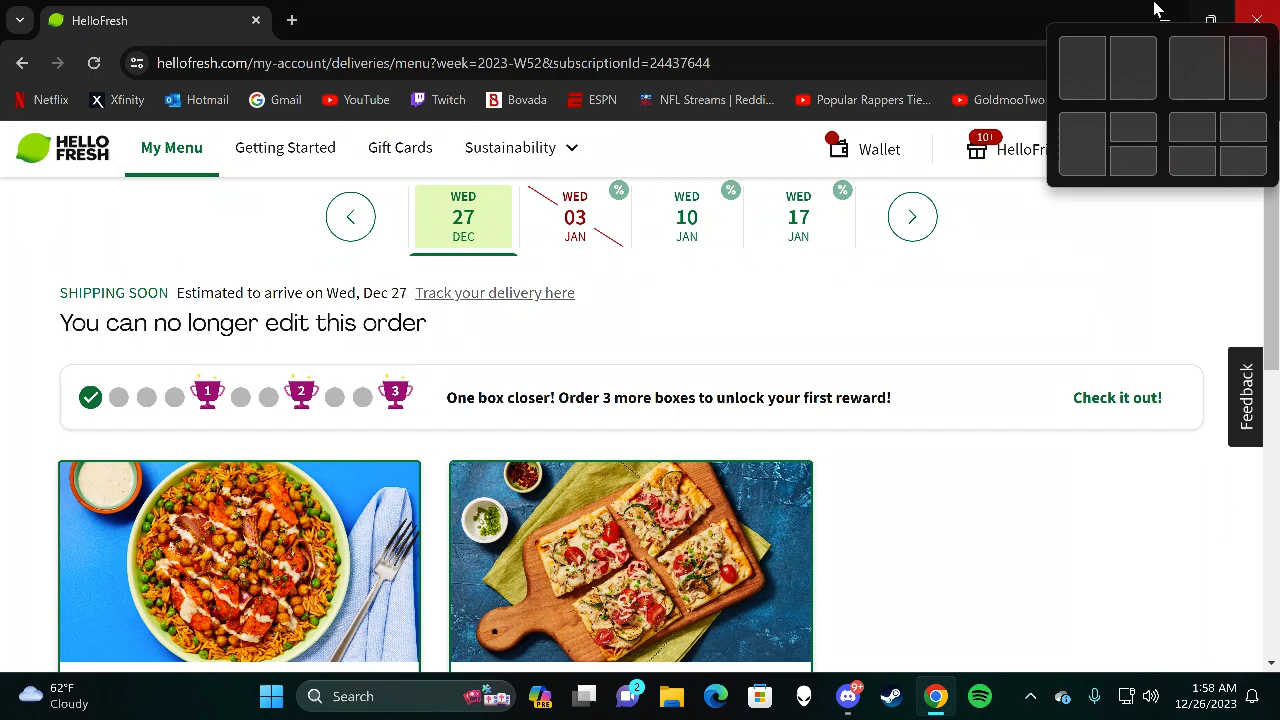 HelloFresh
hellofresh.com/my-account/deliveries/menu?week=2023-W52&subscriptionId=24437644
Netflix
Xfinity
Hotmail
Gmail
YouTube
Twitch
Bovada
ESPN
NFL Streams | Reddi...
Popular Rappers Tie...
GoldmooTwo
HELLO
FRESH
My Menu
Getting Started
Gift Cards
Sustainability
Wallet
10+
HelloFri
WED
27
DEC
WED
03
JAN
%
WED
10
JAN
%
WED
17
JAN
%
SHIPPING SOON Estimated to arrive on Wed, Dec 27 Track your delivery here
You can no longer edit this order
1
2
3
One box closer! Order 3 more boxes to unlock your first reward!
Check it out!
Feedback
62°F
Cloudy
Search
PRE
2
9+
1:58 AM
12/26/2023